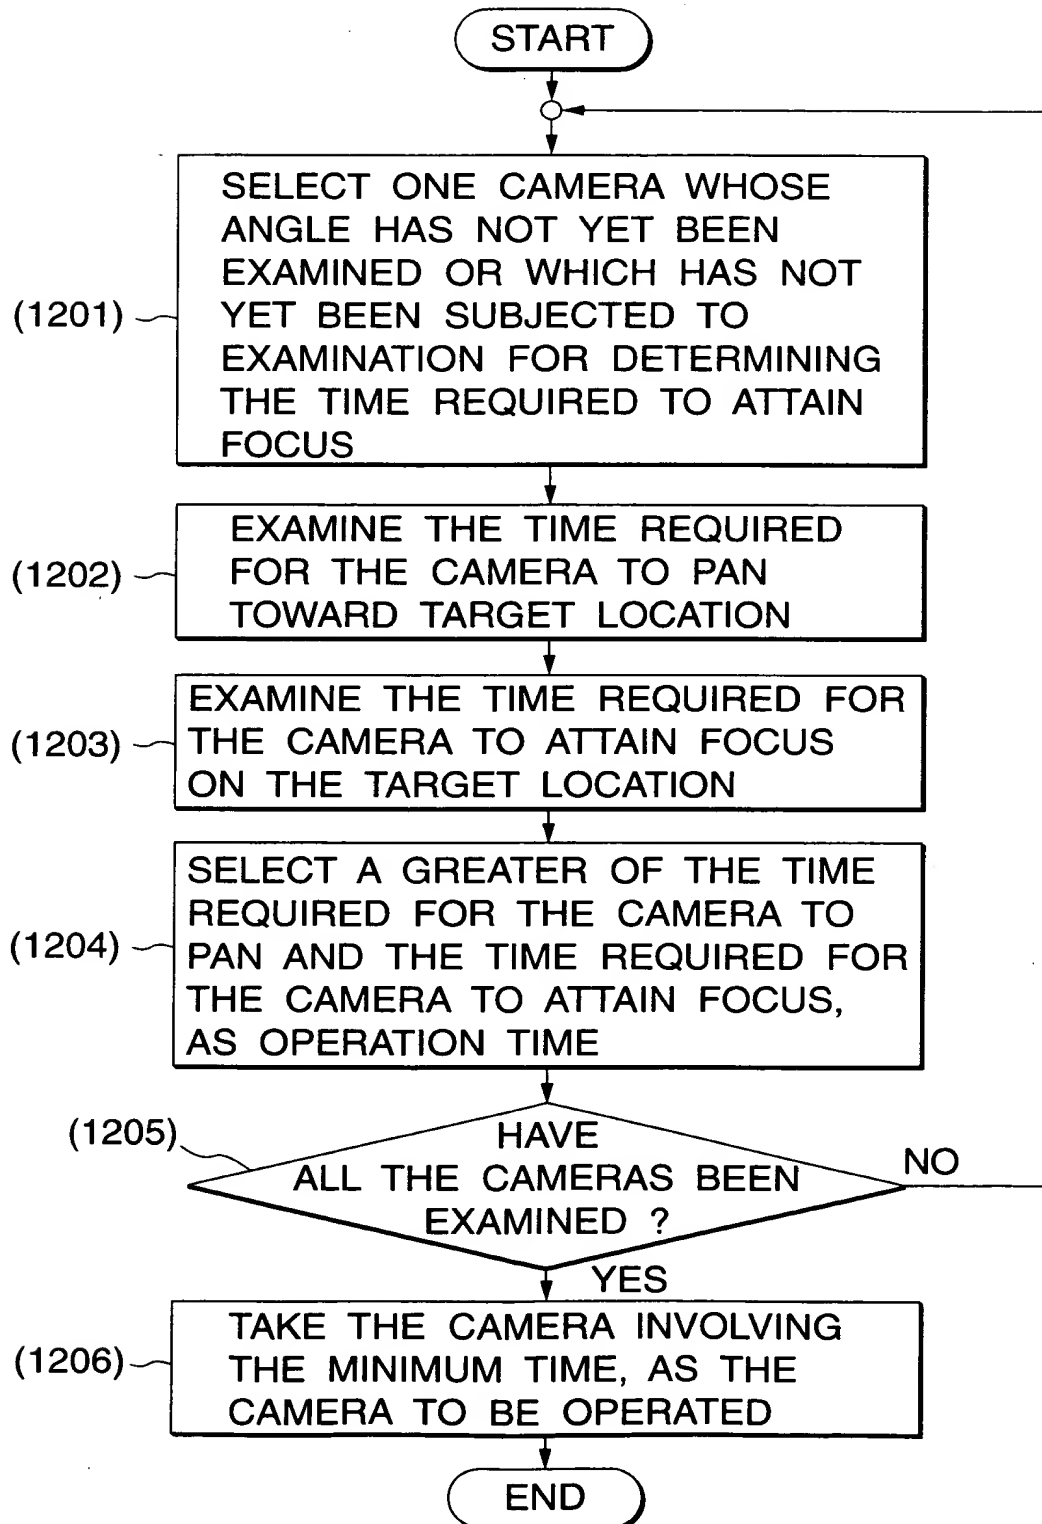 START
SELECT ONE CAMERA WHOSE
ANGLE HAS NOT YET BEEN
EXAMINED OR WHICH HAS NOT
YET BEEN SUBJECTED TO
EXAMINATION FOR DETERMINING
THE TIME REQUIRED TO ATTAIN
FOCUS
(1201)
EXAMINE THE TIME REQUIRED
FOR THE CAMERA TO PAN
TOWARD TARGET LOCATION
(1202)
EXAMINE THE TIME REQUIRED FOR
THE CAMERA TO ATTAIN FOCUS
ON THE TARGET LOCATION
(1203)
SELECT A GREATER OF THE TIME
REQUIRED FOR THE CAMERA TO
PAN AND THE TIME REQUIRED FOR
THE CAMERA TO ATTAIN FOCUS,
AS OPERATION TIME
(1204)
(1205)
HAVE
ALL THE CAMERAS BEEN
EXAMINED ?
NO
YES
TAKE THE CAMERA INVOLVING
THE MINIMUM TIME, AS THE
CAMERA TO BE OPERATED
(1206)
END